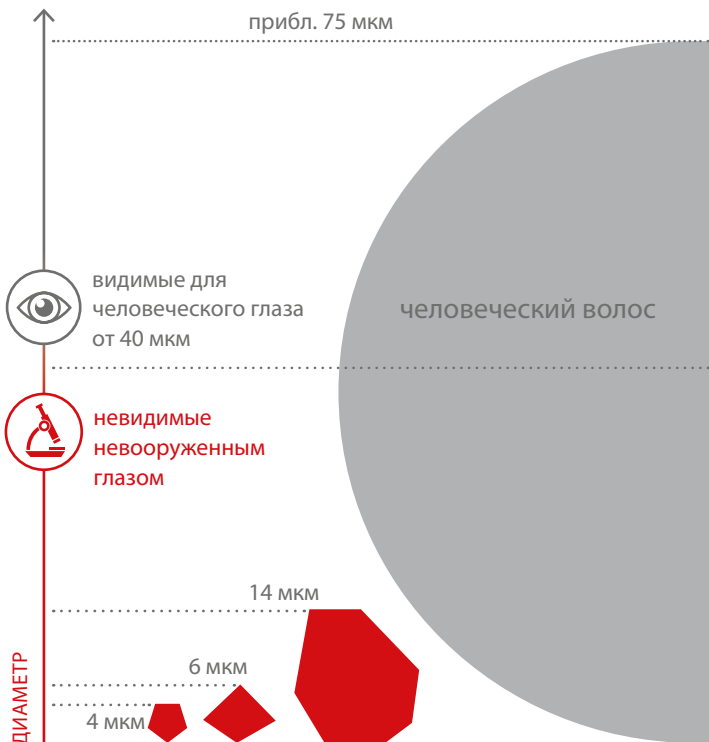 прибл. 75 мкм
видимые для
человеческого глаза
от 40 мкм
человеческий волос
невидимые
невооруженным
глазом
14 мкм
6 мкм
4 мкм
ДИАМЕТР